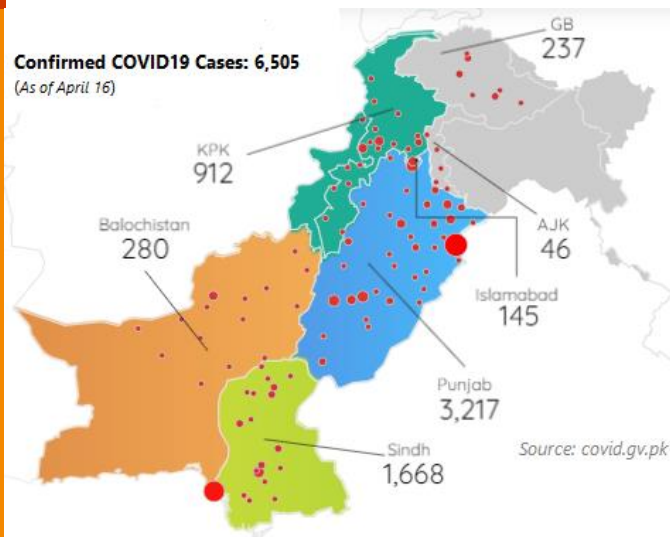 Confirmed COVID19 Cases: 6,505
(As of April 16)
GB
237
KPK
912
Balochistan
280
AJK
46
Islamabad
145
Punjab
3,217
Sindh
1,668
Source: covid.gv.pk